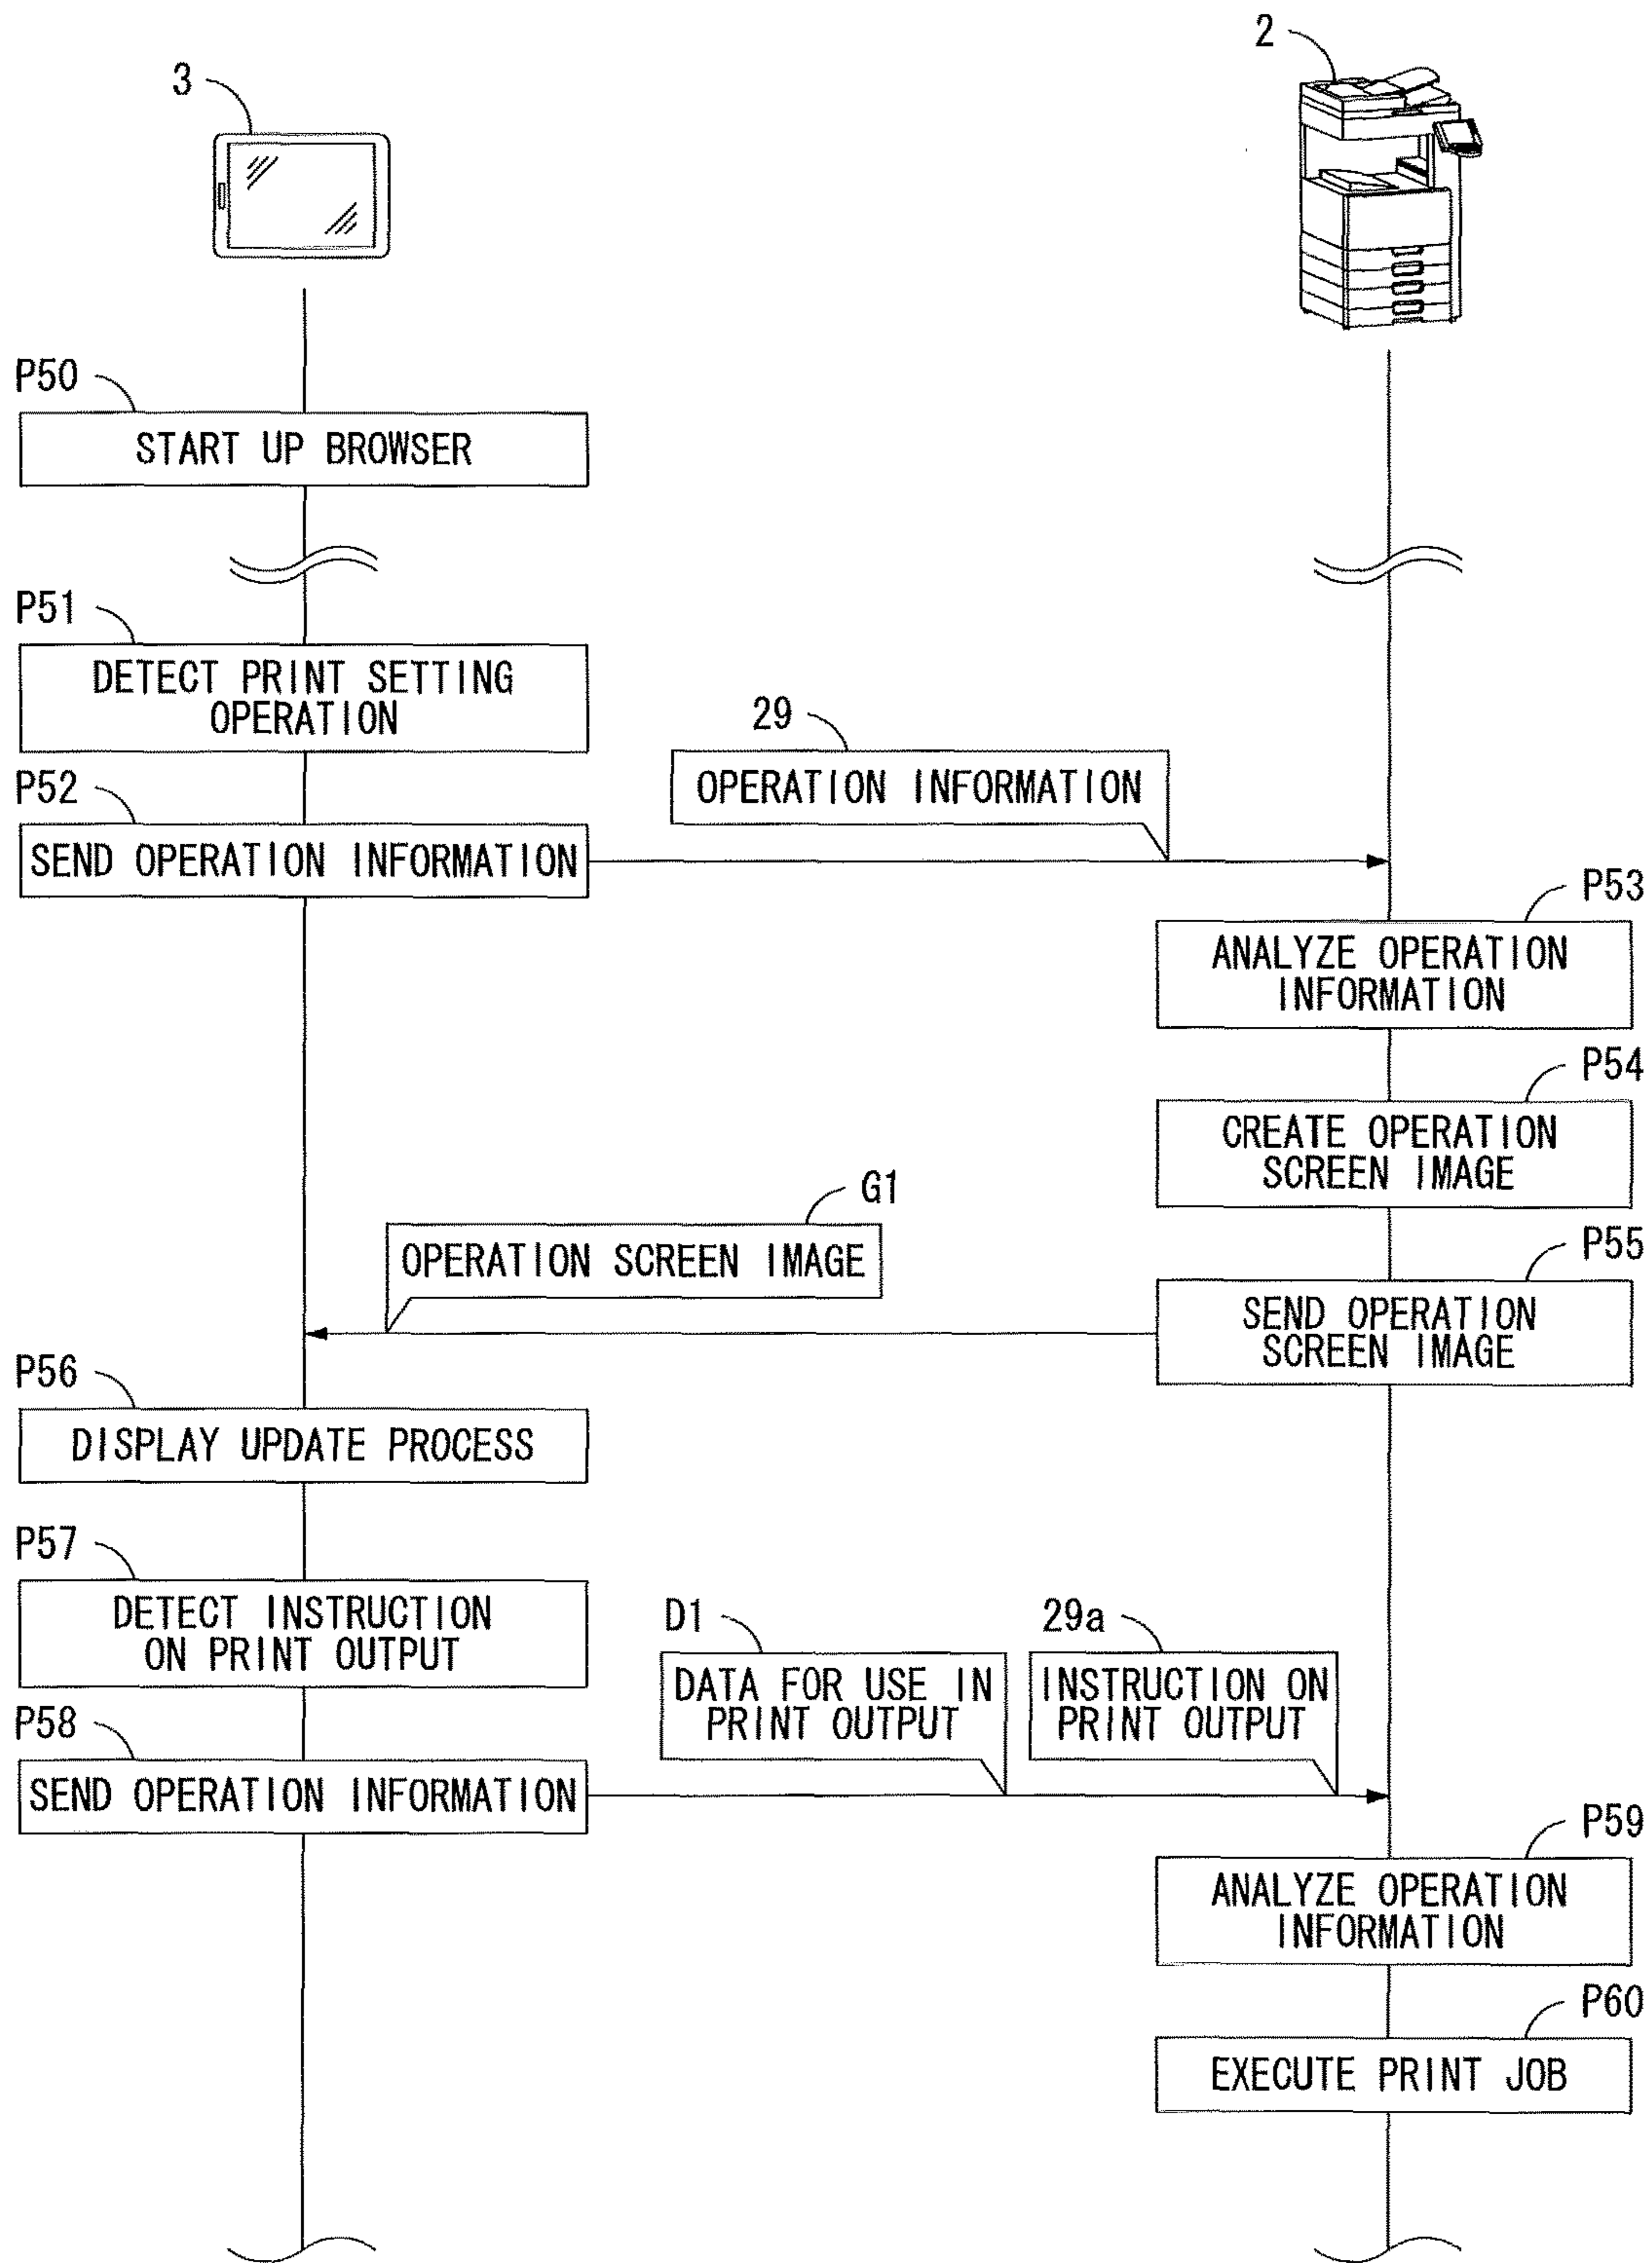 2
3
P50
START UP BROWSER
P51
DETECT PRINT SETTING
OPERATION
29
OPERATION INFORMATION
P52
SEND OPERATION INFORMATION
P53
ANALYZE OPERATION
INFORMATION
P54
CREATE OPERATION
SCREEN IMAGE
G1
OPERATION SCREEN IMAGE
P55
SEND OPERATION
SCREEN IMAGE
P56
DISPLAY UPDATE PROCESS
P57
DETECT INSTRUCTION
ON PRINT OUTPUT
D1
DATA FOR USE IN
PRINT OUTPUT
29a
INSTRUCTION ON
PRINT OUTPUT
P58
SEND OPERATION INFORMATION
P59
ANALYZE OPERATION
INFORMATION
P60
EXECUTE PRINT JOB